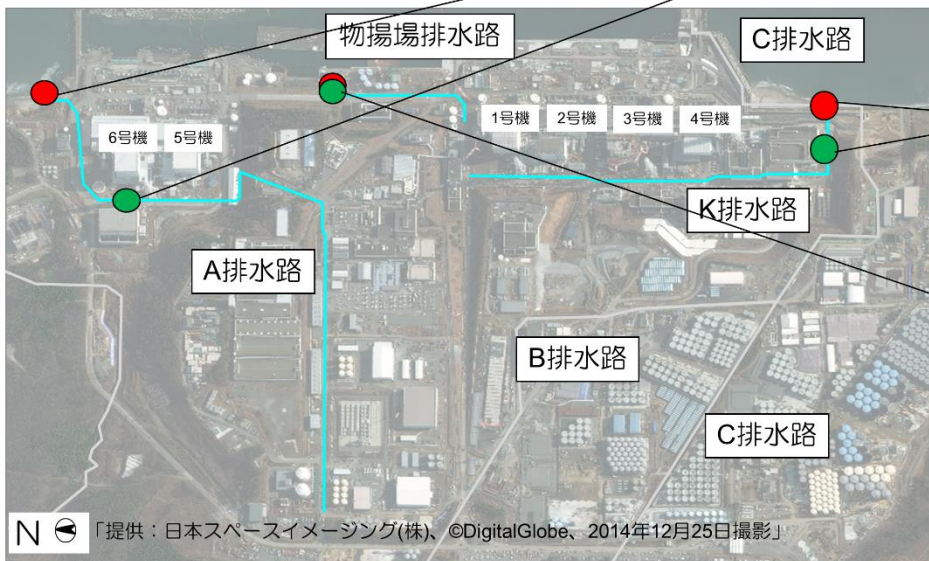 物揚場排水路
C排水路
1号機
2号機
3号機
4号機
6号機
5号機
K排水路
A排水路
B排水路
C排水路
N
「提供：日本スペースイメージング(株)、©DigitalGlobe、2014年12月25日撮影」